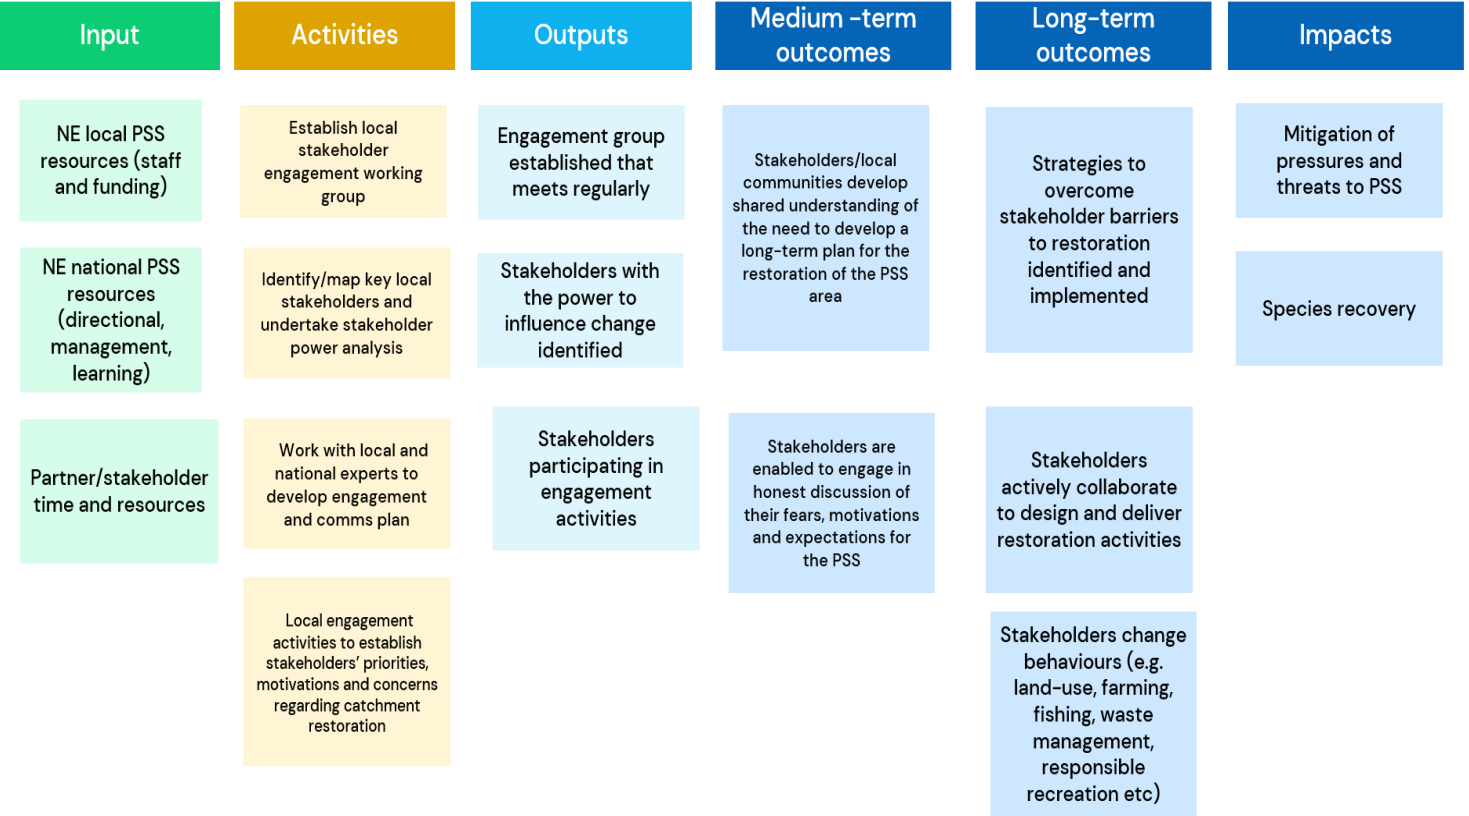 Input
Activities
Outputs
Medium -term
outcomes
Long-term
outcomes
Impacts
NE local PSS
resources (staff
and funding)
NE national PSS
resources
(directional,
management,
learning)
Partner/stakeholder
time and resources
Establish local
stakeholder
engagement working
group
Identify/map key local
stakeholders and
undertake stakeholder
power analysis
Work with local and
national experts to
develop engagement
and comms plan
Local engagement
activities to establish
stakeholders’ priorities,
motivations and concerns
regarding catchment
restoration
Engagement group
established that
meets regularly
Stakeholders with
the power to
influence change
identified
Stakeholders
participating in
engagement
activities
Stakeholders/local
communities develop
shared understanding of
the need to develop a
long-term plan for the
restoration of the PSS
area
Stakeholders are
enabled to engage in
honest discussion of
their fears, motivations
and expectations for
the PSS
Strategies to
overcome
stakeholder barriers
to restoration
identified and
implemented
Stakeholders
actively collaborate
to design and deliver
restoration activities
Stakeholders change
behaviours (e.g.
land-use, farming,
fishing, waste
management,
responsible
recreation etc)
Mitigation of
pressures and
threats to PSS
Species recovery